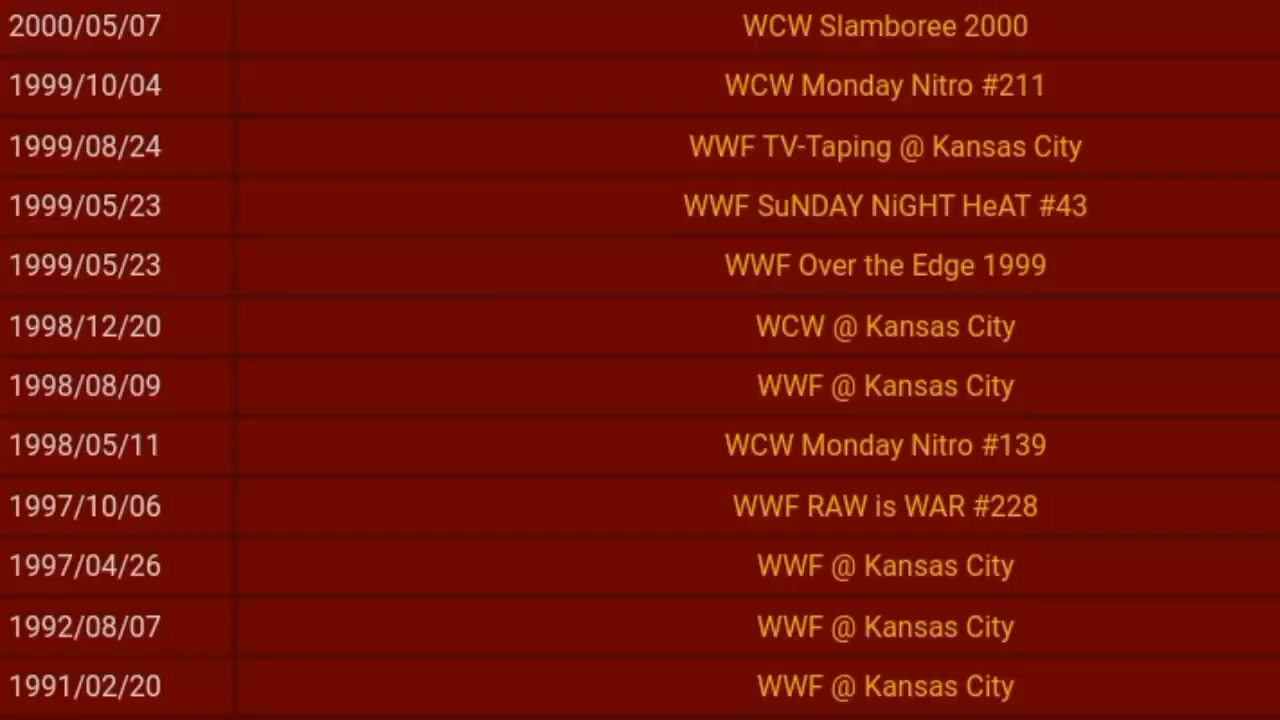 2000/05/07 WCW Slamboree 2000
1999/10/04 WCW Monday Nitro #211
1999/08/24 WWF TV-Taping @ Kansas City
1999/05/23 WWF SuNDAY NiGHT HeAT #43
1999/05/23 WWF Over the Edge 1999
1998/12/20 WCW @ Kansas City
1998/08/09 WWF @ Kansas City
1998/05/11 WCW Monday Nitro #139
1997/10/06 WWF RAW is WAR #228
1997/04/26 WWF @ Kansas City
1992/08/07 WWF @ Kansas City
1991/02/20 WWF @ Kansas City